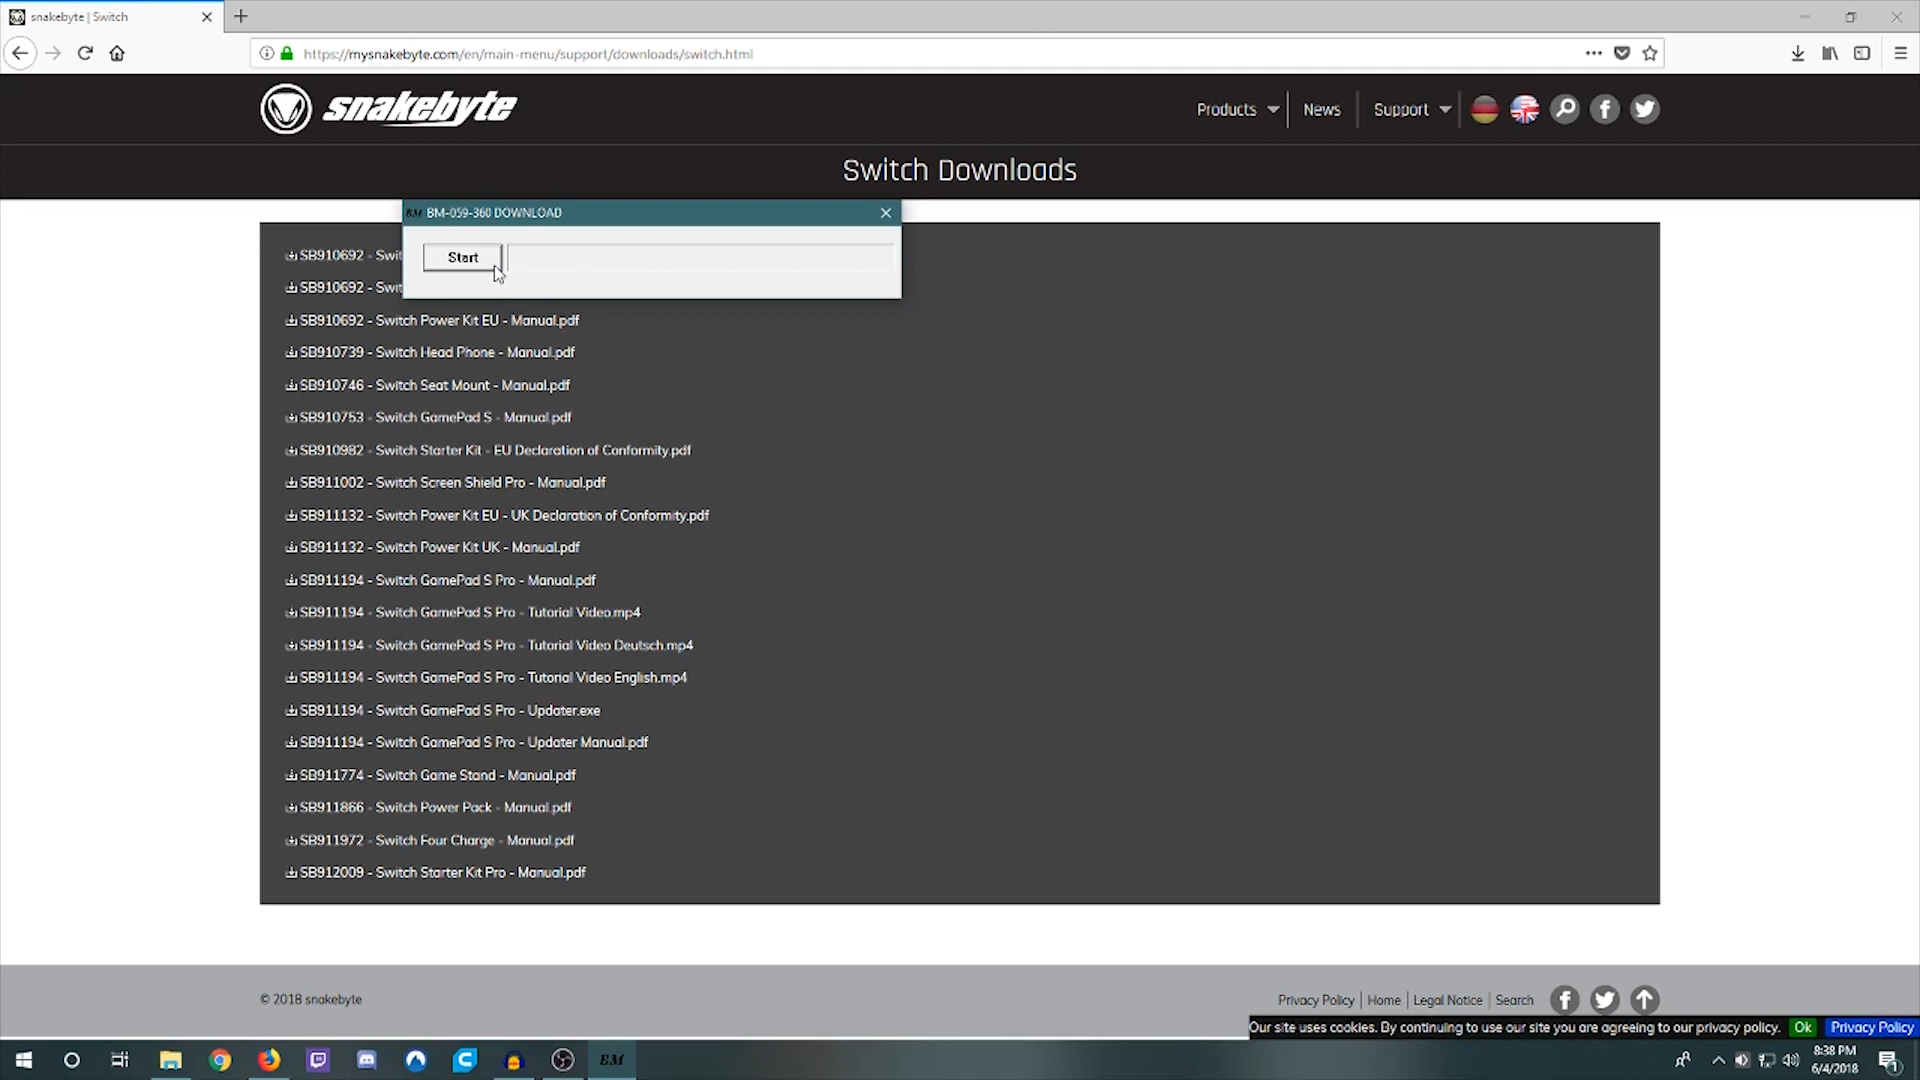 snakebyte | Switch
https://mysnakebyte.com/en/main-menu/support/downloads/switch.html
snakebyte
Products
News
Support
Switch Downloads
BM BM-059-360 DOWNLOAD
Start
SB910692 - Swit
SB910692 - Swit
SB910692 - Switch Power Kit EU - Manual.pdf
SB910739 - Switch Head Phone - Manual.pdf
SB910746 - Switch Seat Mount - Manual.pdf
SB910753 - Switch GamePad S - Manual.pdf
SB910982 - Switch Starter Kit - EU Declaration of Conformity.pdf
SB911002 - Switch Screen Shield Pro - Manual.pdf
SB911132 - Switch Power Kit EU - UK Declaration of Conformity.pdf
SB911132 - Switch Power Kit UK - Manual.pdf
SB911194 - Switch GamePad S Pro - Manual.pdf
SB911194 - Switch GamePad S Pro - Tutorial Video.mp4
SB911194 - Switch GamePad S Pro - Tutorial Video Deutsch.mp4
SB911194 - Switch GamePad S Pro - Tutorial Video English.mp4
SB911194 - Switch GamePad S Pro - Updater.exe
SB911194 - Switch GamePad S Pro - Updater Manual.pdf
SB911774 - Switch Game Stand - Manual.pdf
SB911866 - Switch Power Pack - Manual.pdf
SB911972 - Switch Four Charge - Manual.pdf
SB912009 - Switch Starter Kit Pro - Manual.pdf
© 2018 snakebyte
Privacy Policy | Home | Legal Notice | Search
Our site uses cookies. By continuing to use our site you are agreeing to our privacy policy. Ok Privacy Policy
BM
8:38 PM
6/4/2018
1